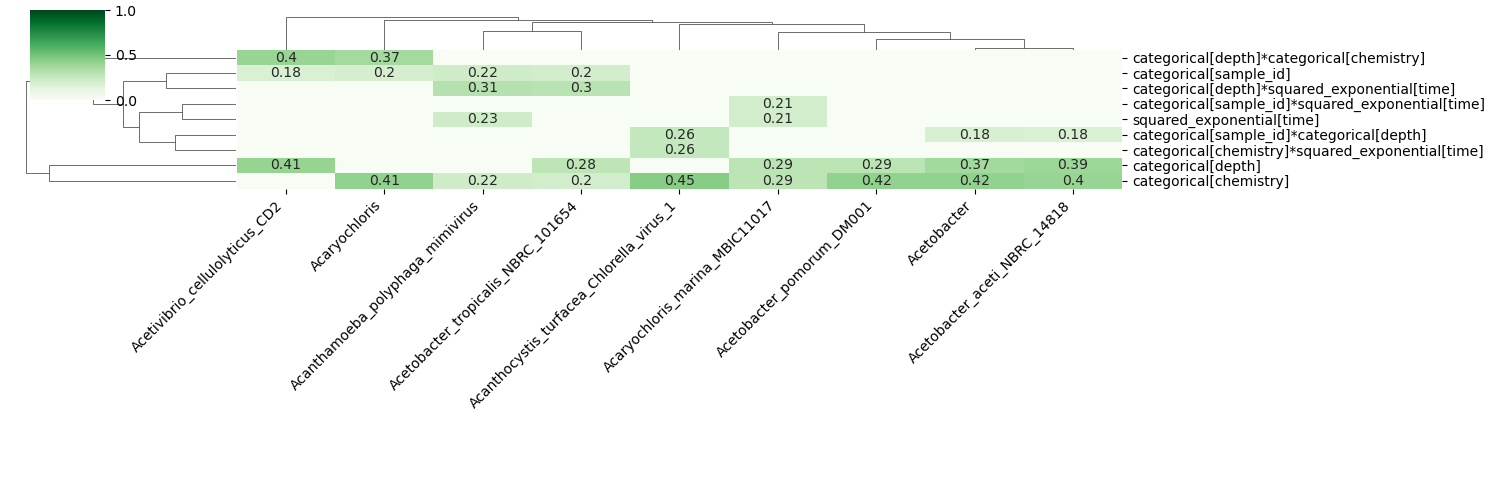 1.0
0.5
0.0
0.4 0.37 categorical[depth]*categorical[chemistry]
0.18 0.2 0.22 0.2 categorical[sample_id]
0.31 0.3 categorical[depth]*squared_exponential[time]
0.21 categorical[sample_id]*squared_exponential[time]
0.23 0.21 squared_exponential[time]
0.26 0.18 0.18 categorical[sample_id]*categorical[depth]
0.26 categorical[chemistry]*squared_exponential[time]
0.41 0.28 0.29 0.29 0.37 0.39 categorical[depth]
0.41 0.22 0.2 0.45 0.29 0.42 0.42 0.4 categorical[chemistry]
Acetivibrio_cellulolyticus_CD2
Acaryochloris
Acanthamoeba_polyphaga_mimivirus
Acetobacter_tropicalis_NBRC_101654
Acanthocystis_turfacea_Chlorella_virus_1
Acaryochloris_marina_MBIC11017
Acetobacter_pomorum_DM001
Acetobacter
Acetobacter_aceti_NBRC_14818